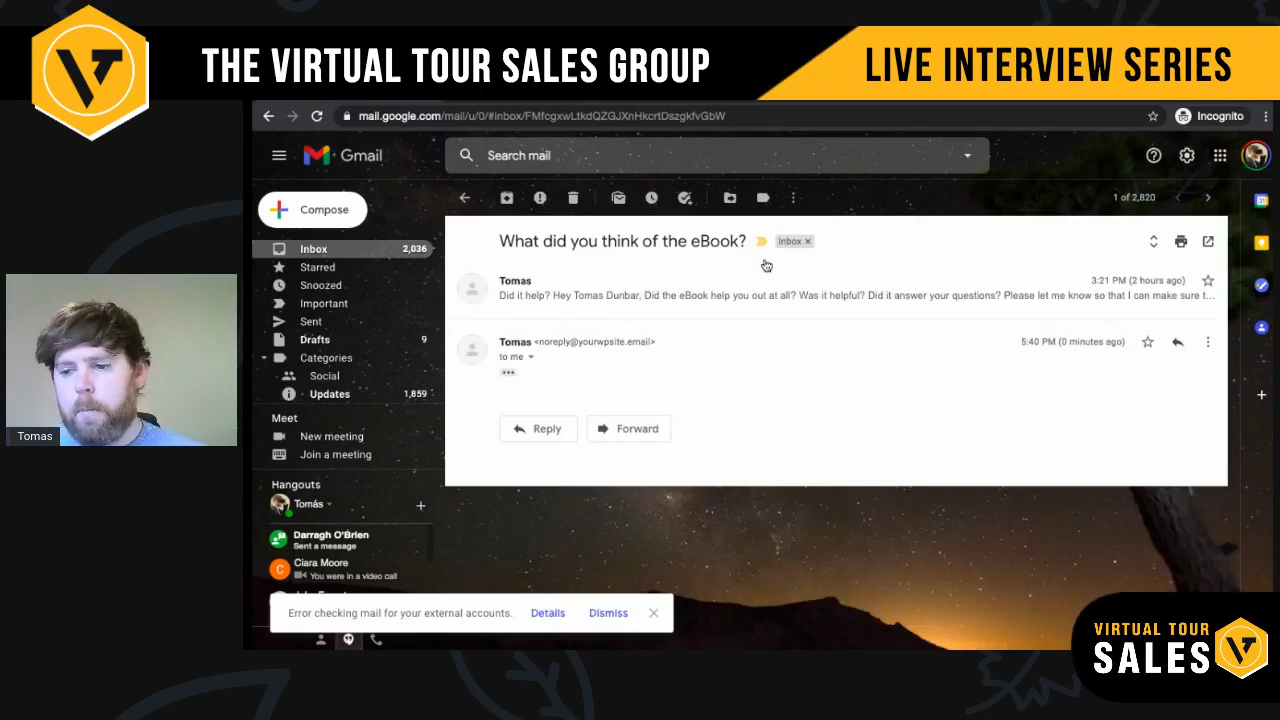 THE VIRTUAL TOUR SALES GROUP
LIVE INTERVIEW SERIES
mail.google.com/mail/u/0/#inbox/FMfcgxwLtkdQZGJXnHkcrtDszgkfvGbW
Incognito
Gmail
Search mail
Compose
1 of 2,820
Inbox 2,036
Starred
Snoozed
Important
Sent
Drafts 9
Categories
Social
Updates 1,859
Meet
New meeting
Join a meeting
Hangouts
Tomás
Darragh O'Brien
Sent a message
Ciara Moore
You were in a video call
What did you think of the eBook? Inbox x
Tomas 3:21 PM (2 hours ago)
Did it help? Hey Tomas Dunbar, Did the eBook help you out at all? Was it helpful? Did it answer your questions? Please let me know so that I can make sure t...
Tomas <noreply@yourwpsite.email> 5:40 PM (0 minutes ago)
to me
Reply Forward
Error checking mail for your external accounts. Details Dismiss
Tomas
VIRTUAL TOUR
SALES